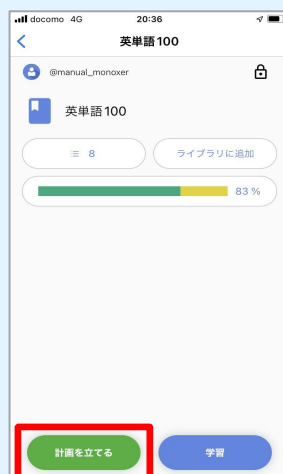 docomo 4G 20:36
英単語100
@manual_monoxer
英単語100
8 ライブラリに追加
83 %
計画を立てる 学習